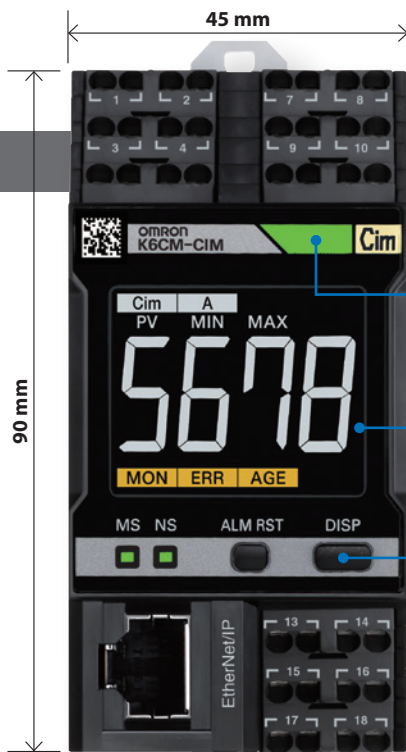 45 mm
90 mm
1 2 7 8
3 4 9 10
omron
K6CM-CIM
Cim
Cim A
PV MIN MAX
5678
MON ERR AGE
MS NS ALM RST DISP
EtherNet/IP
13 14
15 16
17 18